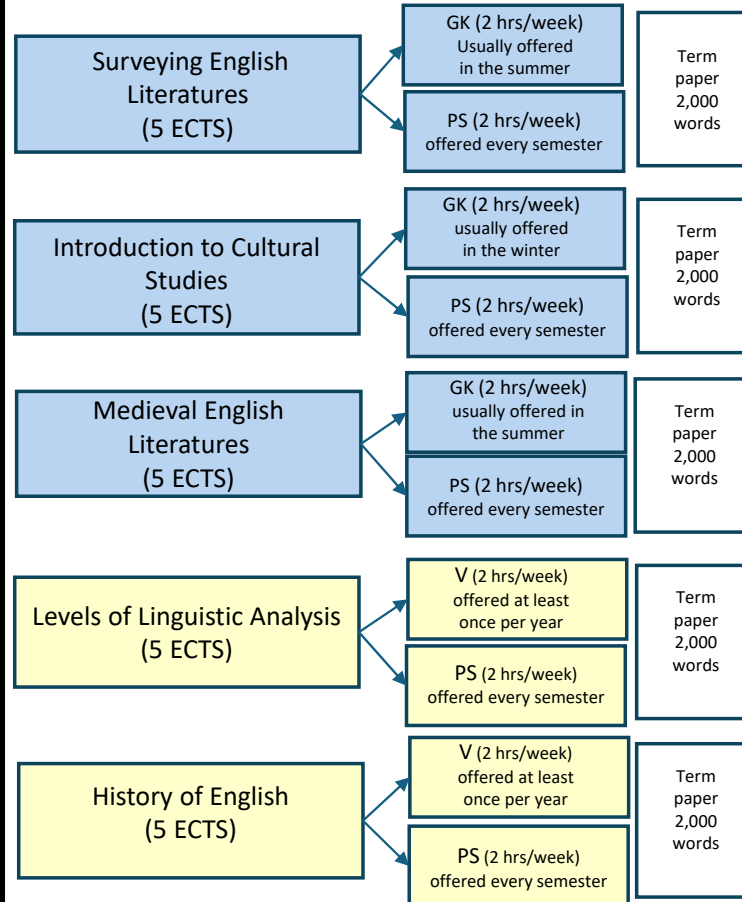 Surveying English
Literatures
(5 ECTS)
GK (2 hrs/week)
Usually offered
in the summer
PS (2 hrs/week)
offered every semester
Term
paper
2,000
words
Introduction to Cultural
Studies
(5 ECTS)
GK (2 hrs/week)
usually offered
in the winter
PS (2 hrs/week)
offered every semester
Term
paper
2,000
words
Medieval English
Literatures
(5 ECTS)
GK (2 hrs/week)
usually offered in
the summer
PS (2 hrs/week)
offered every semester
Term
paper
2,000
words
Levels of Linguistic Analysis
(5 ECTS)
V (2 hrs/week)
offered at least
once per year
PS (2 hrs/week)
offered every semester
Term
paper
2,000
words
History of English
(5 ECTS)
V (2 hrs/week)
offered at least
once per year
PS (2 hrs/week)
offered every semester
Term
paper
2,000
words